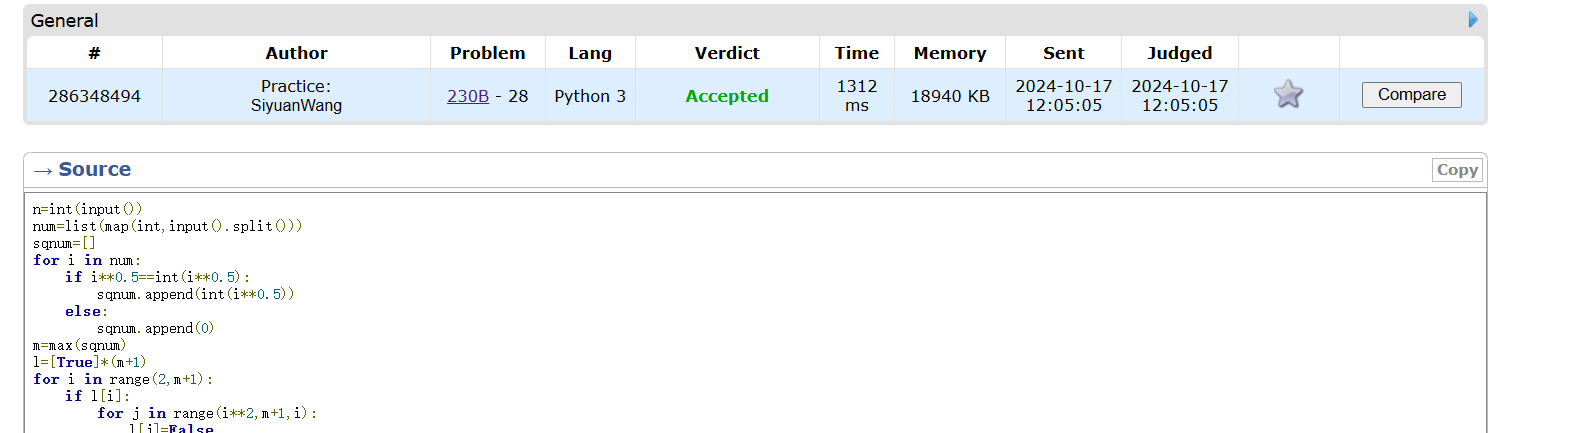 General
# Author Problem Lang Verdict Time Memory Sent Judged
286348494 Practice: SiyuanWang 230B - 28 Python 3 Accepted 1312 ms 18940 KB 2024-10-17 12:05:05 2024-10-17 12:05:05 Compare
→ Source Copy
n=int(input())
num=list(map(int,input().split()))
sqnum=[]
for i in num:
    if i**0.5==int(i**0.5):
        sqnum.append(int(i**0.5))
    else:
        sqnum.append(0)
m=max(sqnum)
l=[True]*(m+1)
for i in range(2,m+1):
    if l[i]:
        for j in range(i**2,m+1,i):
            l[j]=False